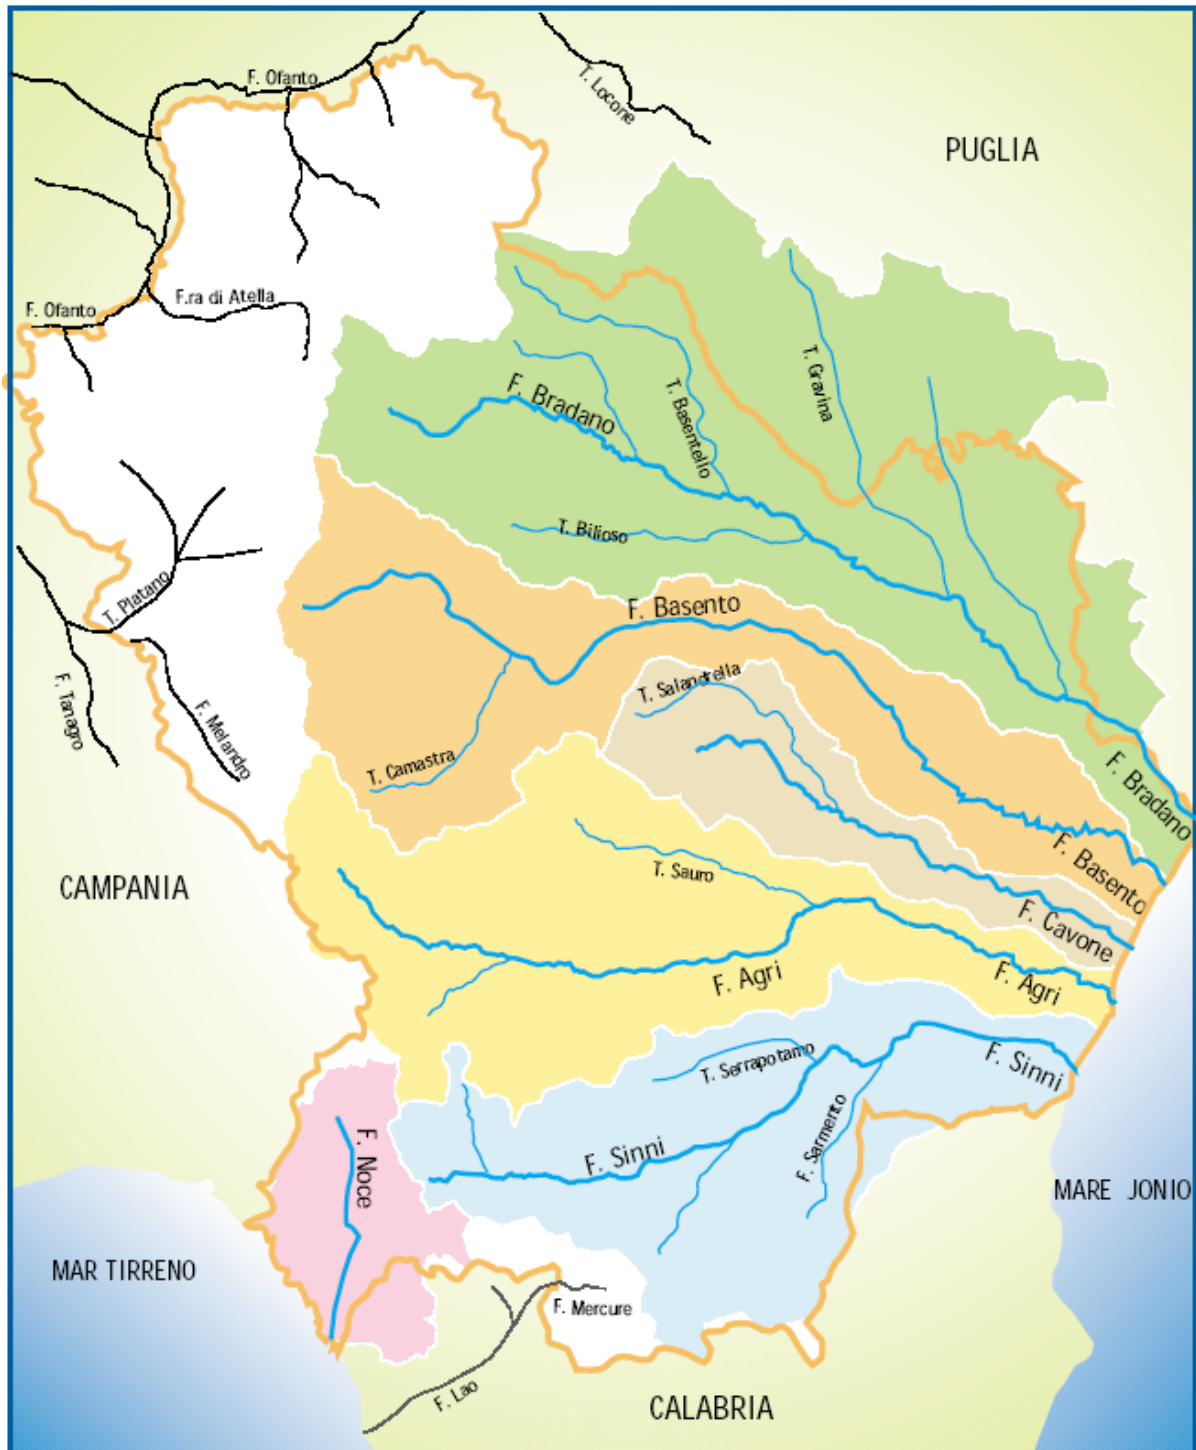 F. Ofanto
T. Locone
PUGLIA
F. Ofanto
F.ra di Atella
T. Gravina
F. Bradano
T. Basentello
T. Bilioso
T. Platano
F. Basento
F. Tanagro
F. Melandro
T. Salandrella
T. Camastra
F. Bradano
T. Sauro
F. Basento
CAMPANIA
F. Cavone
F. Agri
F. Agri
T. Serrapotamo
F. Sinni
F. Noce
F. Sinni
F. Sarmento
MARE JONIO
MAR TIRRENO
F. Mercure
F. Lao
CALABRIA